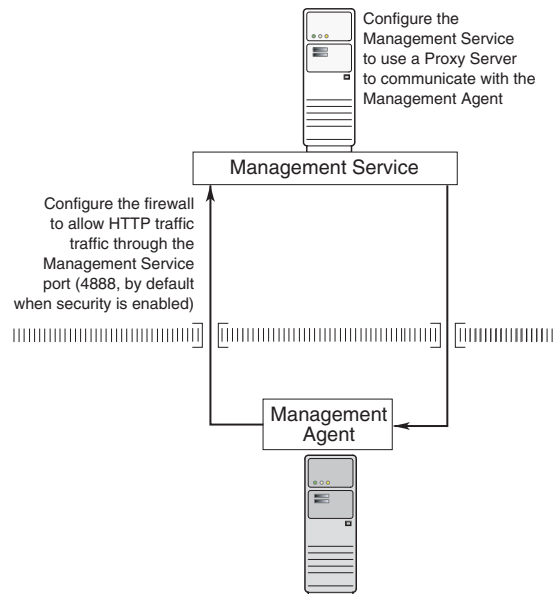 Configure the
Management Service
to use a Proxy Server
to communicate with the
Management Agent
Management Service
Configure the firewall
to allow HTTP traffic
traffic through the
Management Service
port (4888, by default
when security is enabled)
Management
Agent